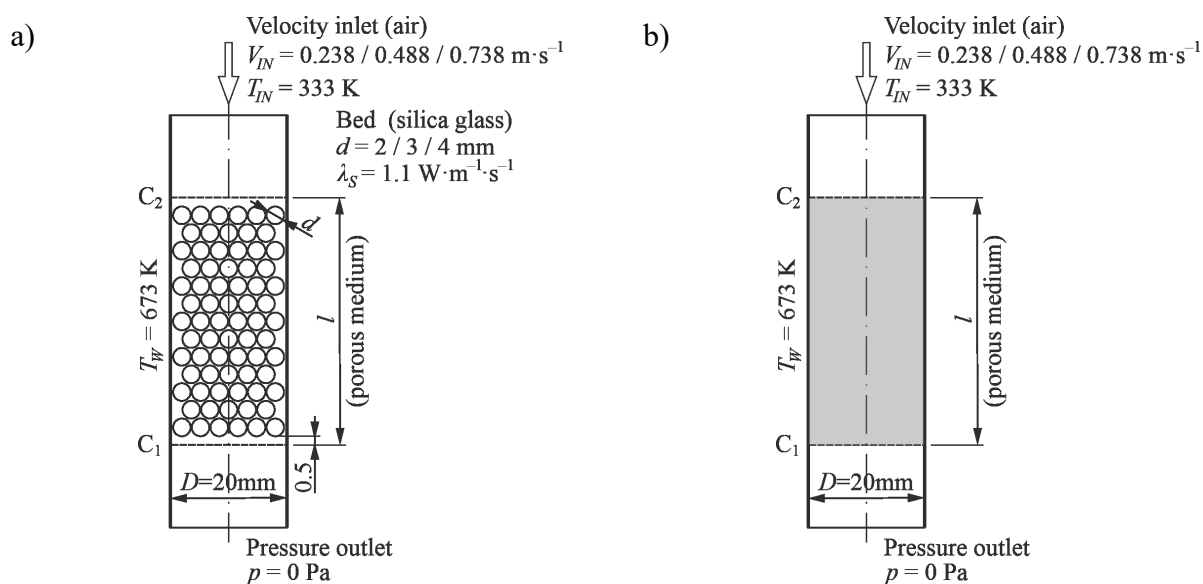 a)
Velocity inlet (air)
V_IN = 0.238 / 0.488 / 0.738 m·s⁻¹
T_IN = 333 K
Bed (silica glass)
d = 2 / 3 / 4 mm
λ_S = 1.1 W·m⁻¹·s⁻¹
C₂
d
T_W = 673 K
l
(porous medium)
C₁
0.5
D=20mm
Pressure outlet
p = 0 Pa
b)
Velocity inlet (air)
V_IN = 0.238 / 0.488 / 0.738 m·s⁻¹
T_IN = 333 K
C₂
T_W = 673 K
l
(porous medium)
C₁
D=20mm
Pressure outlet
p = 0 Pa